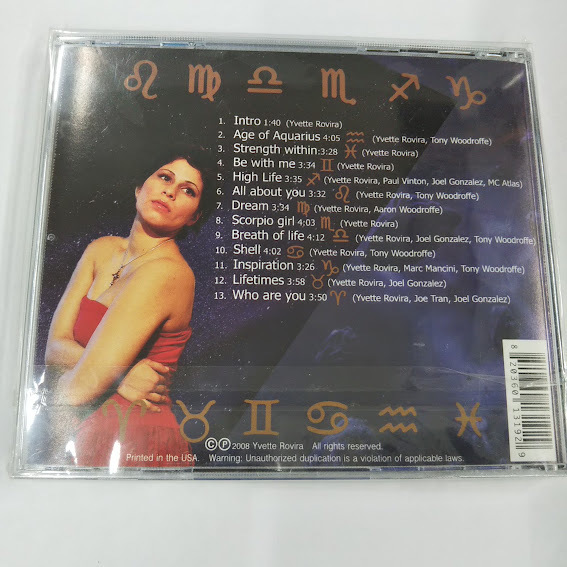 ♌ ♍ ♎ ♏ ♐ ♑
1. Intro 1:40 (Yvette Rovira)
2. Age of Aquarius 4:05 ♒ (Yvette Rovira, Tony Woodroffe)
3. Strength within:3:28 ♓ (Yvette Rovira)
4. Be with me 3:34 ♊ (Yvette Rovira)
5. High Life 3:35 ♐ (Yvette Rovira, Paul Vinton, Joel Gonzalez, MC Atlas)
6. All about you 3:32 ♌ (Yvette Rovira, Tony Woodroffe)
7. Dream 3:34 ♍ (Yvette Rovira, Aaron Woodroffe)
8. Scorpio girl 4:03 ♏ (Yvette Rovira)
9. Breath of life 4:12 ♎ (Yvette Rovira, Joel Gonzalez, Tony Woodroffe)
10. Shell 4:02 ♋ (Yvette Rovira, Tony Woodroffe)
11. Inspiration 3:26 ♑ (Yvette Rovira, Marc Mancini, Tony Woodroffe)
12. Lifetimes 3:58 ♉ (Yvette Rovira, Joel Gonzalez)
13. Who are you 3:50 ♈ (Yvette Rovira, Joe Tran, Joel Gonzalez)
8 20360 13192 9
♈ ♉ ♊ ♋ ♒ ♓
©℗ 2008 Yvette Rovira All rights reserved.
Printed in the USA. Warning: Unauthorized duplication is a violation of applicable laws.